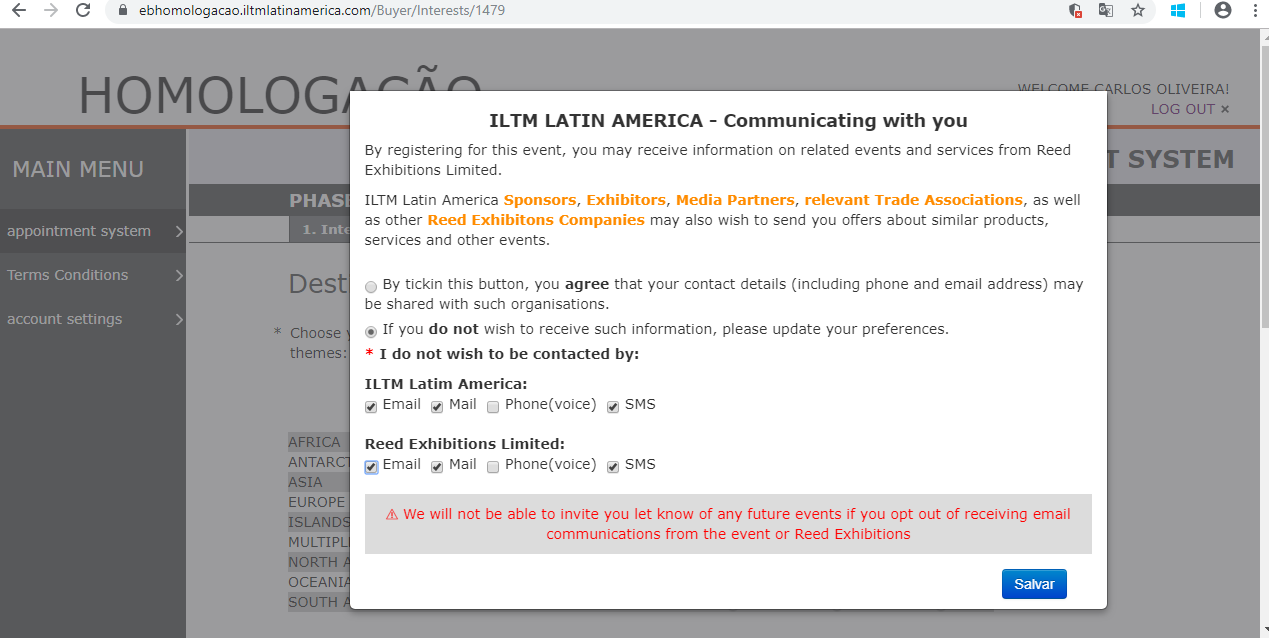 ebhomologacao.iltmlatinamerica.com/Buyer/Interests/1479
HOMOLOGAÇÃO
WELCOME CARLOS OLIVEIRA!
LOG OUT ×
MAIN MENU
appointment system
Terms Conditions
account settings
T SYSTEM
PHASE
1. Inte
Dest
* Choose y
themes:
AFRICA
ANTARCT
ASIA
EUROPE
ISLANDS
MULTIPL
NORTH A
OCEANIA
SOUTH A
ILTM LATIN AMERICA - Communicating with you
By registering for this event, you may receive information on related events and services from Reed
Exhibitions Limited.
ILTM Latin America Sponsors, Exhibitors, Media Partners, relevant Trade Associations, as well
as other Reed Exhibitons Companies may also wish to send you offers about similar products,
services and other events.
By tickin this button, you agree that your contact details (including phone and email address) may
be shared with such organisations.
If you do not wish to receive such information, please update your preferences.
* I do not wish to be contacted by:
ILTM Latim America:
Email Mail Phone(voice) SMS
Reed Exhibitions Limited:
Email Mail Phone(voice) SMS
⚠ We will not be able to invite you let know of any future events if you opt out of receiving email
communications from the event or Reed Exhibitions
Salvar